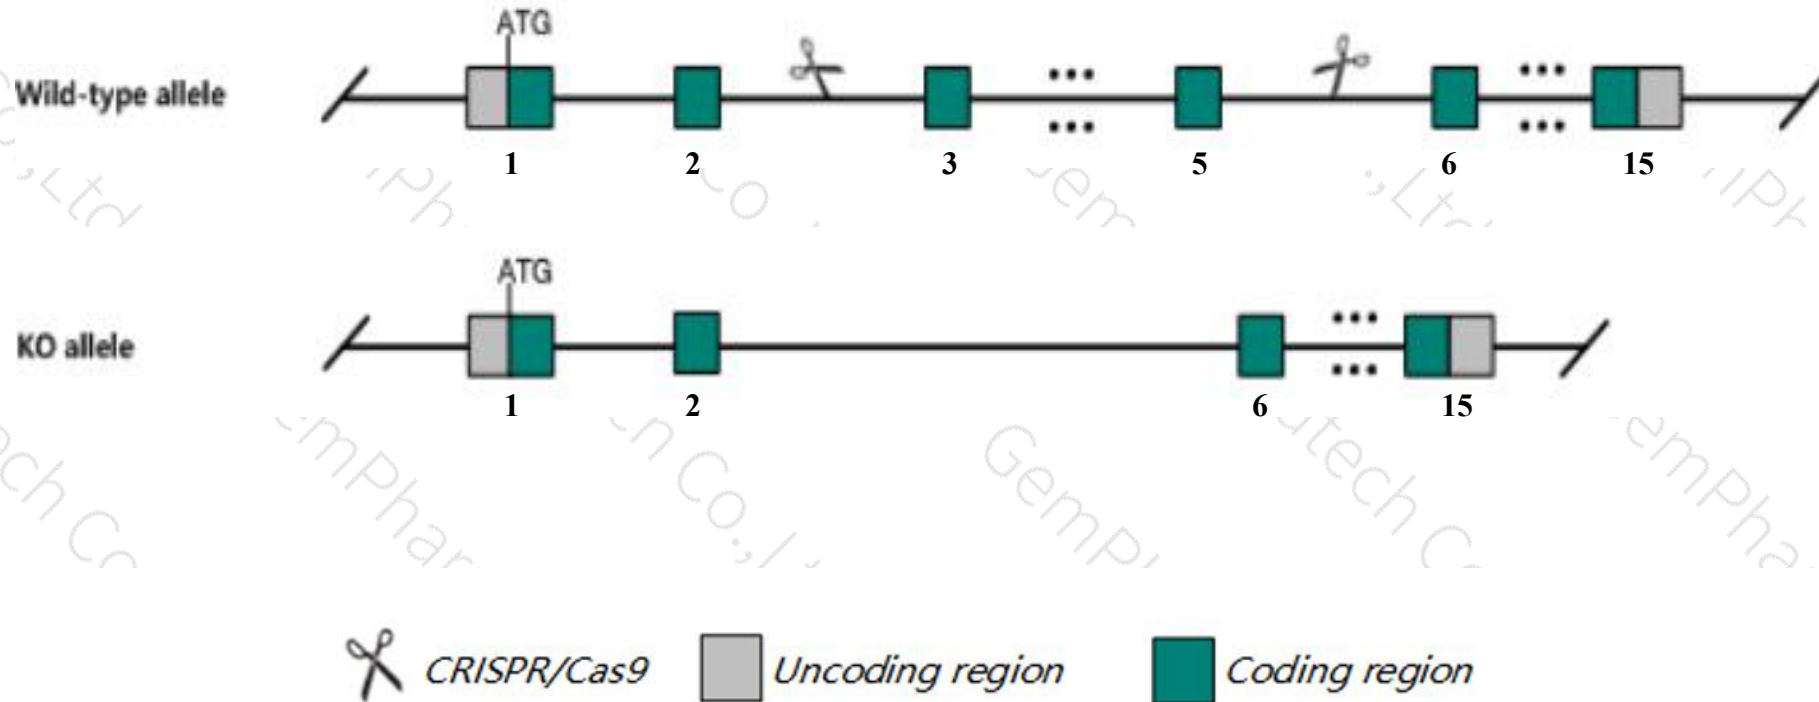 ATG
Wild-type allele
1 2 3 5 6 15
ATG
KO allele
1 2 6 15
CRISPR/Cas9 Uncoding region Coding region